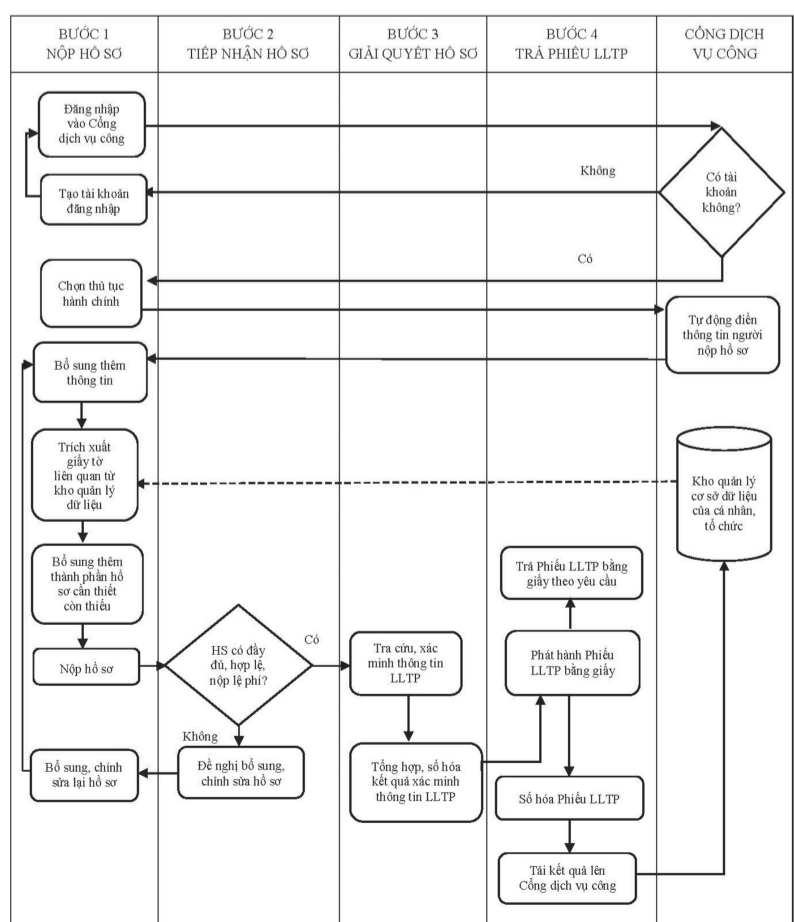 BƯỚC 1
NỘP HỒ SƠ
BƯỚC 2
TIẾP NHẬN HỒ SƠ
BƯỚC 3
GIẢI QUYẾT HỒ SƠ
BƯỚC 4
TRẢ PHIẾU LLTP
CỔNG DỊCH
VỤ CÔNG
Đăng nhập
vào Cổng
dịch vụ công
Tạo tài khoản
đăng nhập
Không
Có tài
khoản
không?
Có
Chọn thủ tục
hành chính
Tự động điền
thông tin người
nộp hồ sơ
Bổ sung thêm
thông tin
Trích xuất
giấy tờ
liên quan từ
kho quản lý
dữ liệu
Kho quản lý
cơ sở dữ liệu
của cá nhân,
tổ chức
Bổ sung thêm
thành phần hồ
sơ cần thiết
còn thiếu
Nộp hồ sơ
HS có đầy
đủ, hợp lệ,
nộp lệ phí?
Có
Không
Tra cứu, xác
minh thông tin
LLTP
Trả Phiếu LLTP bằng
giấy theo yêu cầu
Phát hành Phiếu
LLTP bằng giấy
Bổ sung, chỉnh
sửa lại hồ sơ
Đề nghị bổ sung,
chỉnh sửa hồ sơ
Tổng hợp, số hóa
kết quả xác minh
thông tin LLTP
Số hóa Phiếu LLTP
Tải kết quả lên
Cổng dịch vụ công